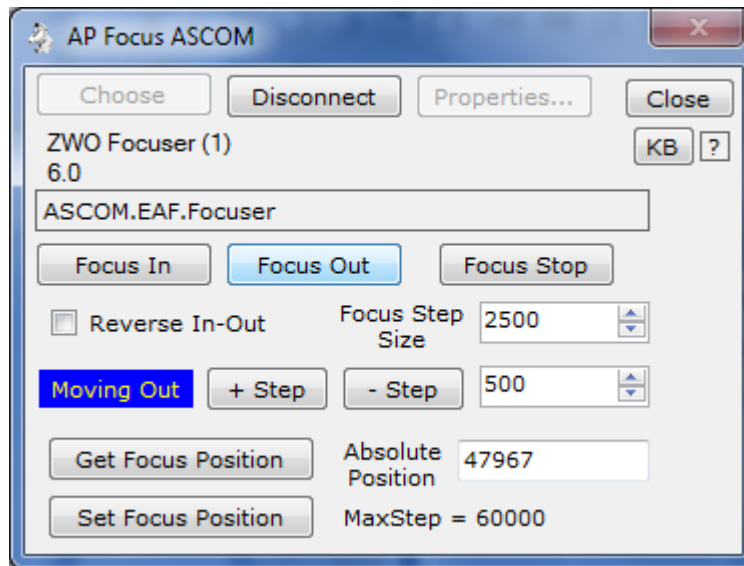 AP Focus ASCOM
x
Choose Disconnect Properties... Close
ZWO Focuser (1) KB ?
6.0
ASCOM.EAF.Focuser
Focus In Focus Out Focus Stop
Reverse In-Out Focus Step Size 2500
Moving Out + Step - Step 500
Get Focus Position Absolute Position 47967
Set Focus Position MaxStep = 60000